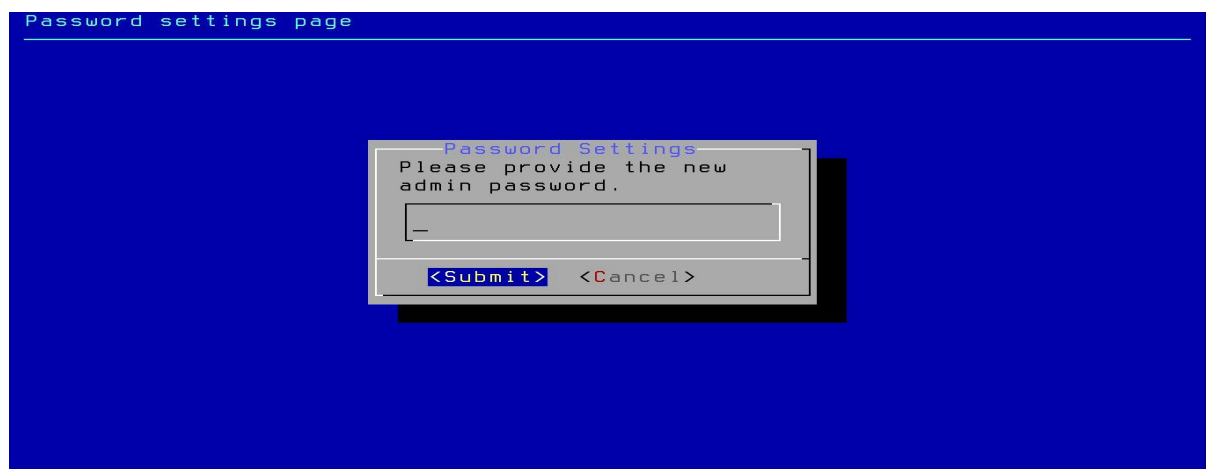 Password settings page
Password Settings
Please provide the new
admin password.
<Submit> <Cancel>